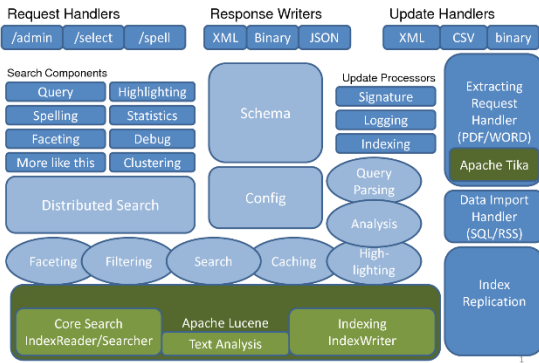 Request Handlers
/admin
/select
/spell
Response Writers
XML
Binary
JSON
Update Handlers
XML
CSV
binary
Search Components
Query
Highlighting
Spelling
Statistics
Faceting
Debug
More like this
Clustering
Distributed Search
Schema
Config
Update Processors
Signature
Logging
Indexing
Query
Parsing
Analysis
High-
lighting
Extracting
Request
Handler
(PDF/WORD)
Apache Tika
Data Import
Handler
(SQL/RSS)
Index
Replication
Faceting
Filtering
Search
Caching
Core Search
IndexReader/Searcher
Apache Lucene
Text Analysis
Indexing
IndexWriter
1